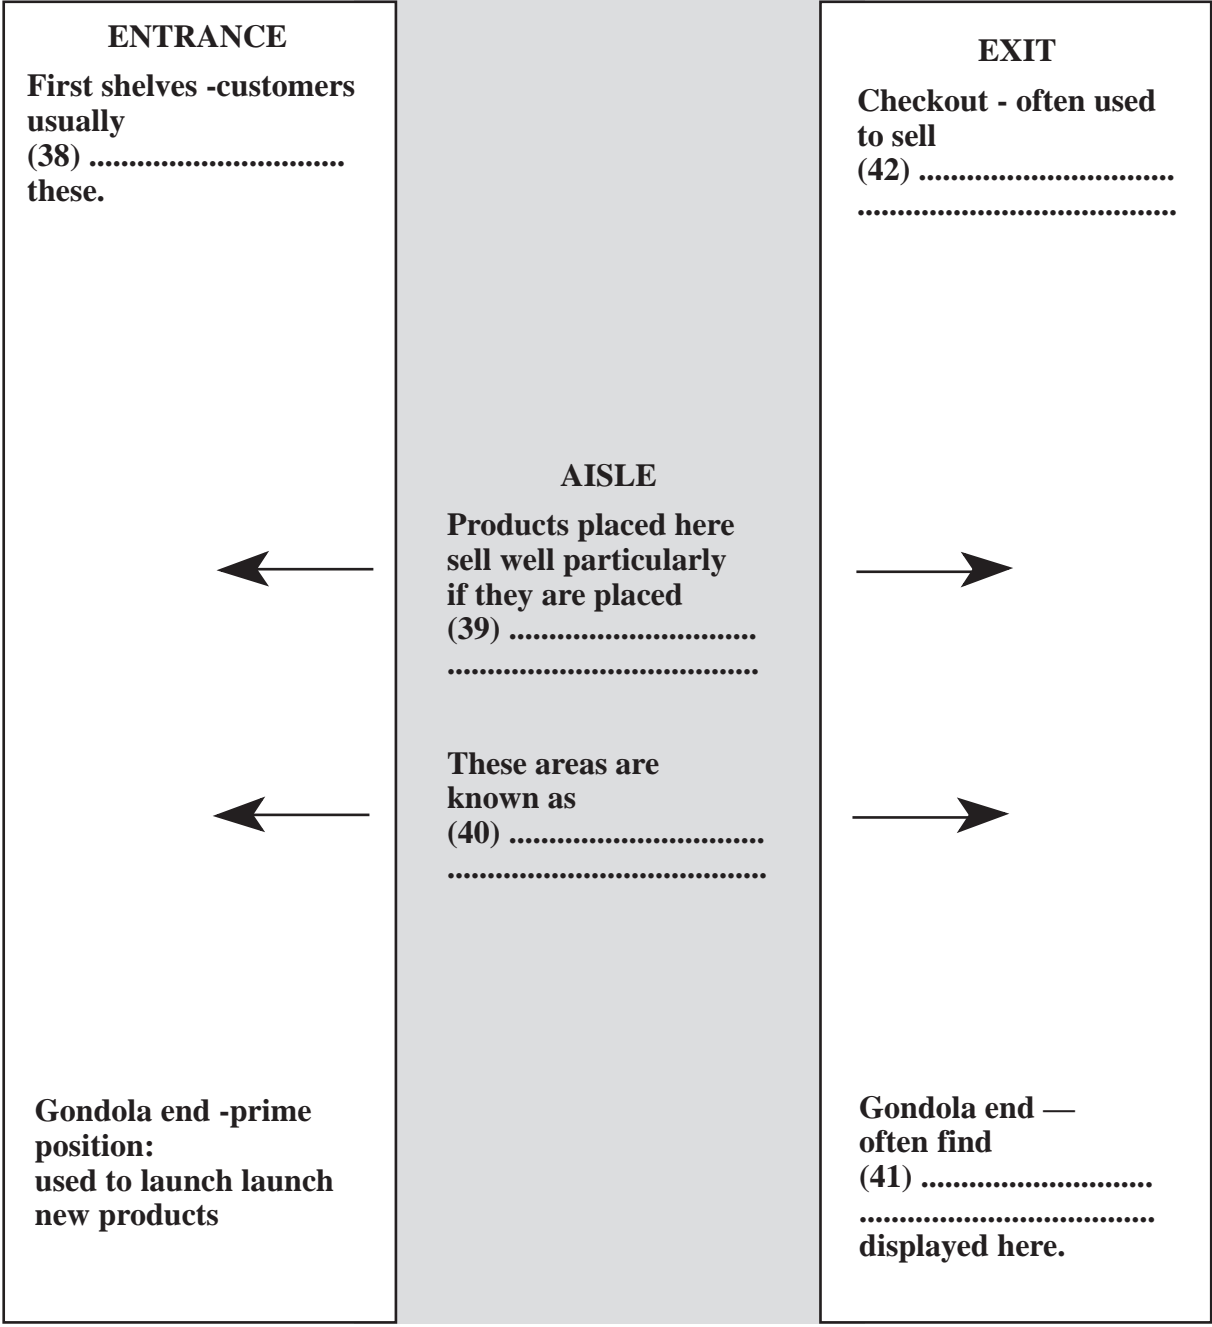 ENTRANCE
First shelves -customers
usually
(38) ................................
these.
AISLE
Products placed here
sell well particularly
if they are placed
(39) ...............................
.......................................
These areas are
known as
(40) ................................
........................................
Gondola end -prime
position:
used to launch launch
new products
EXIT
Checkout - often used
to sell
(42) ................................
........................................
Gondola end —
often find
(41) .............................
.....................................
displayed here.